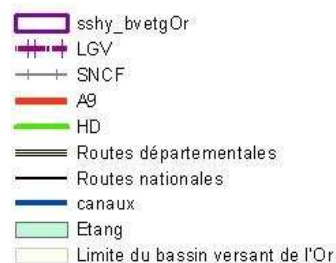 sshy_bvetgOr
LGV
SNCF
A9
HD
Routes départementales
Routes nationales
canaux
Etang
Limite du bassin versant de l'Or